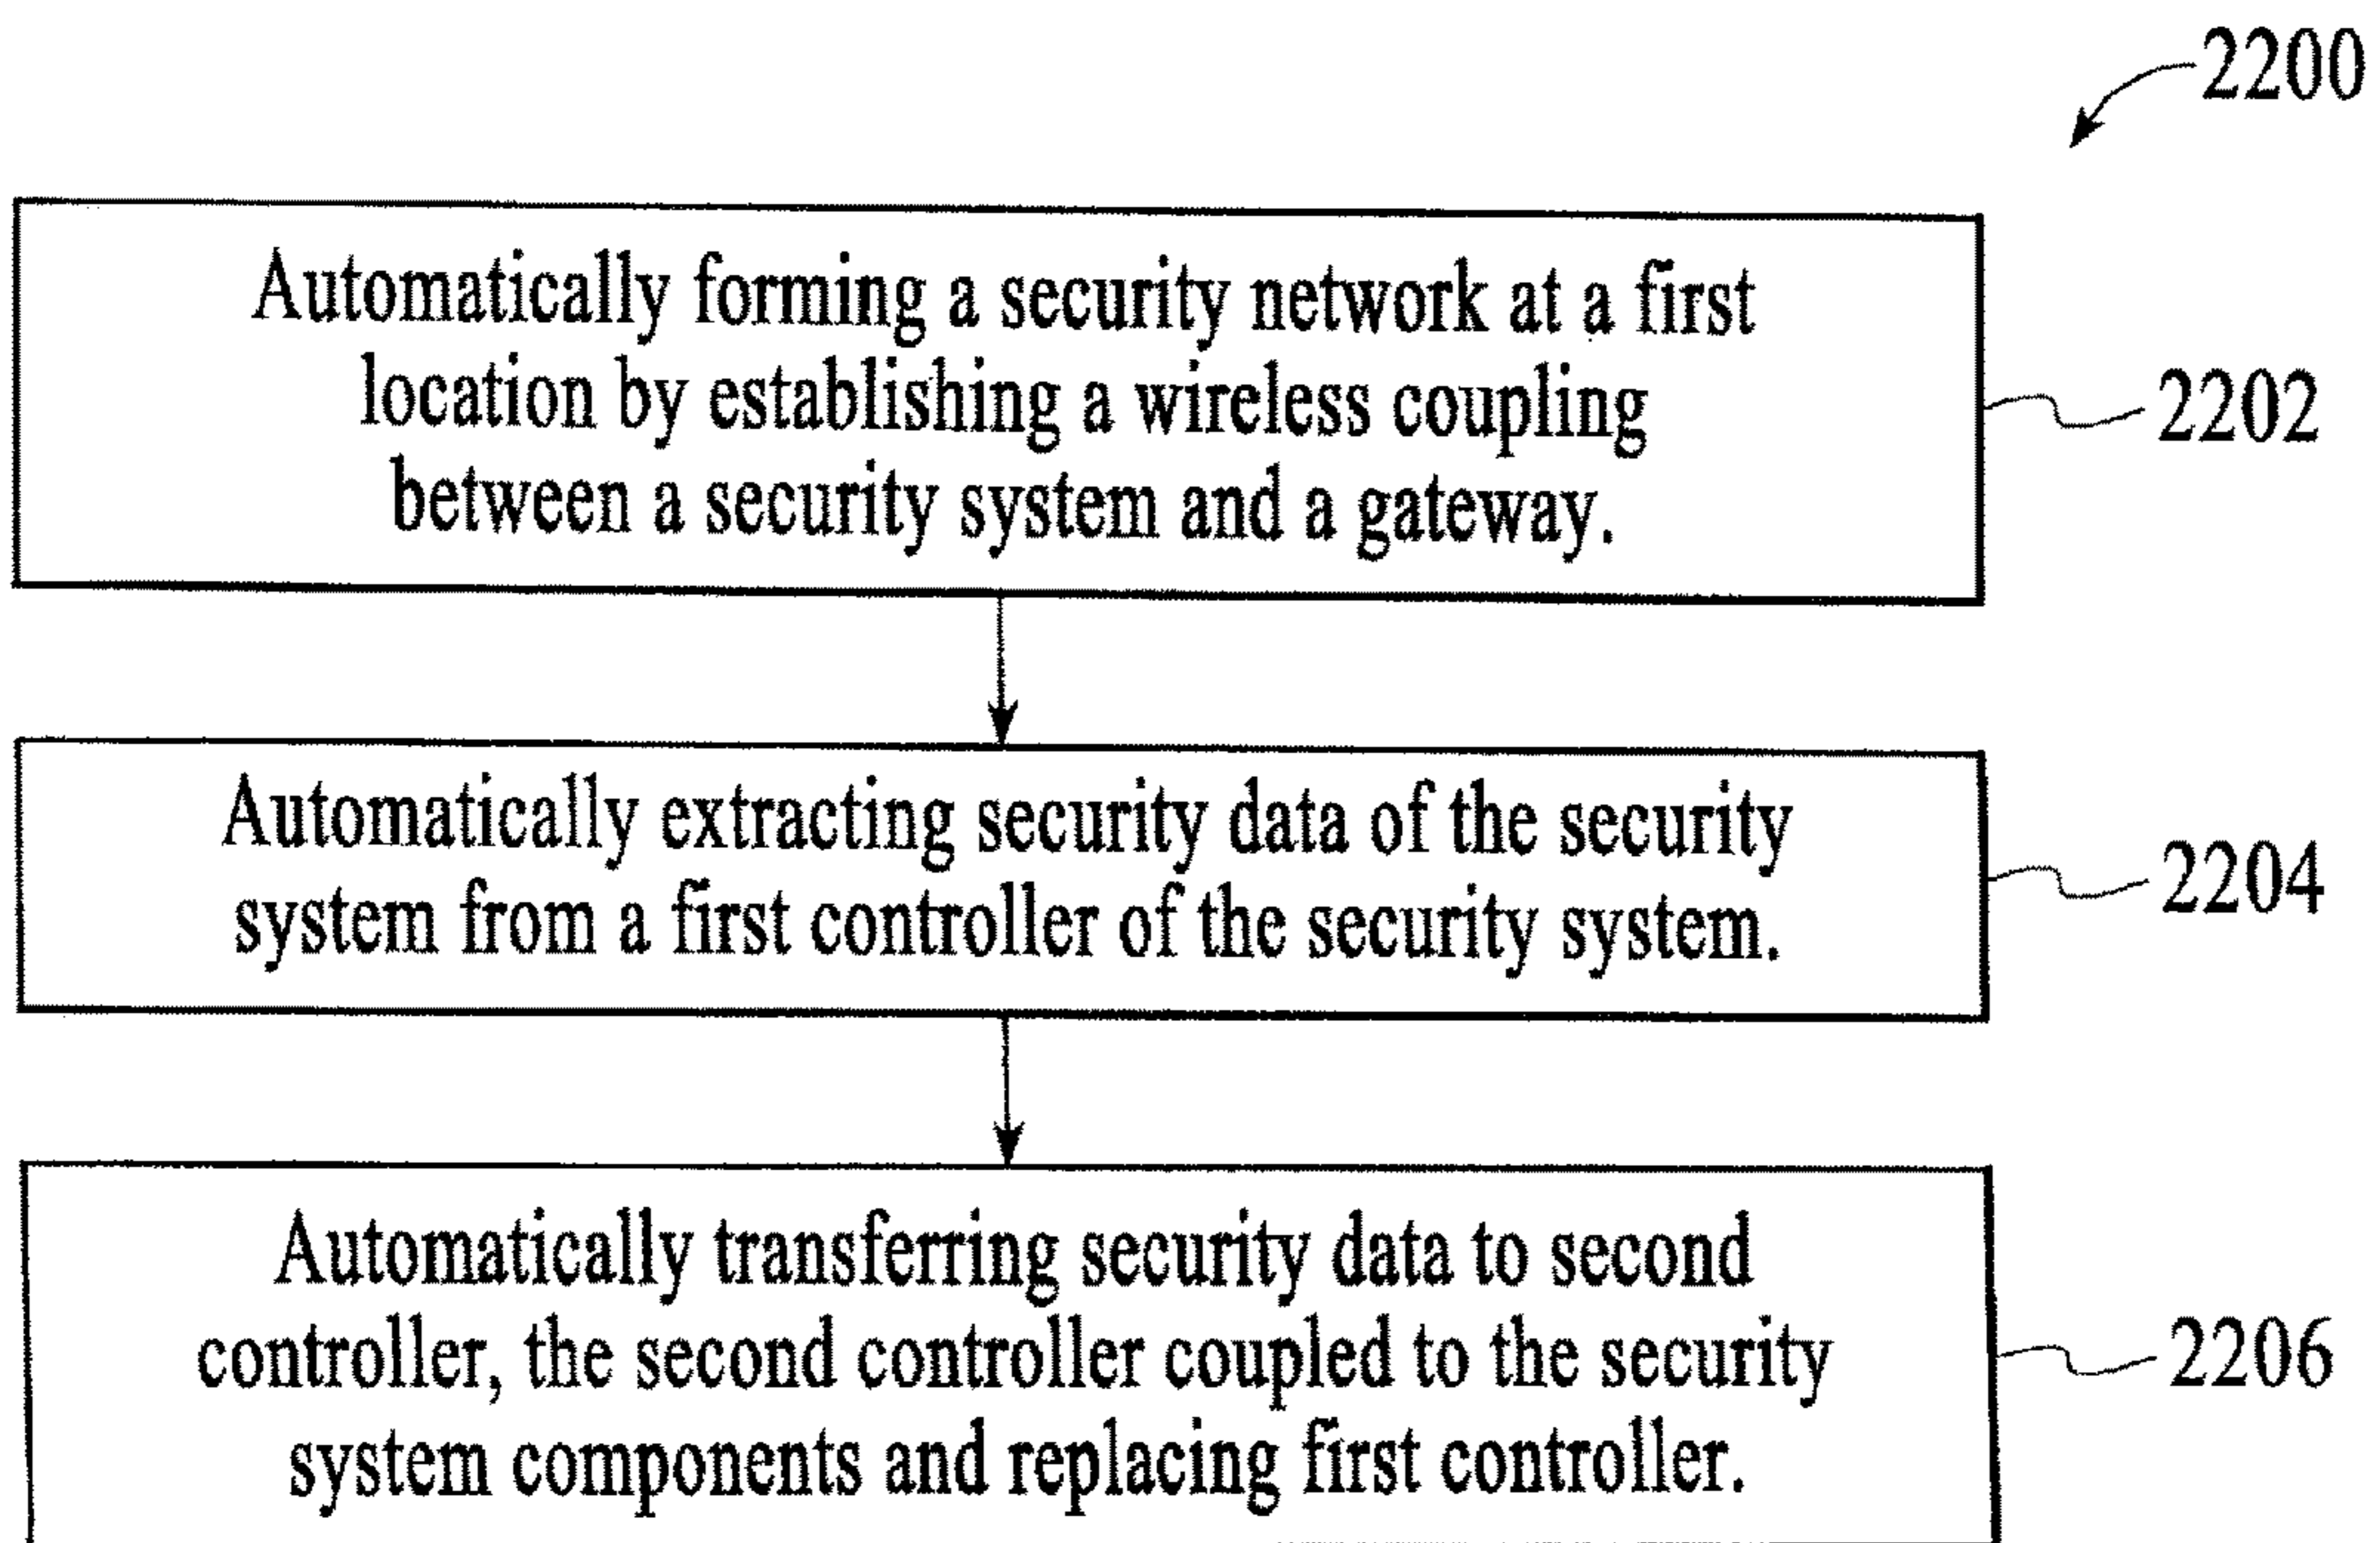 2200
Automatically forming a security network at a first
location by establishing a wireless coupling
between a security system and a gateway.
2202
Automatically extracting security data of the security
system from a first controller of the security system.
2204
Automatically transferring security data to second
controller, the second controller coupled to the security
system components and replacing first controller.
2206